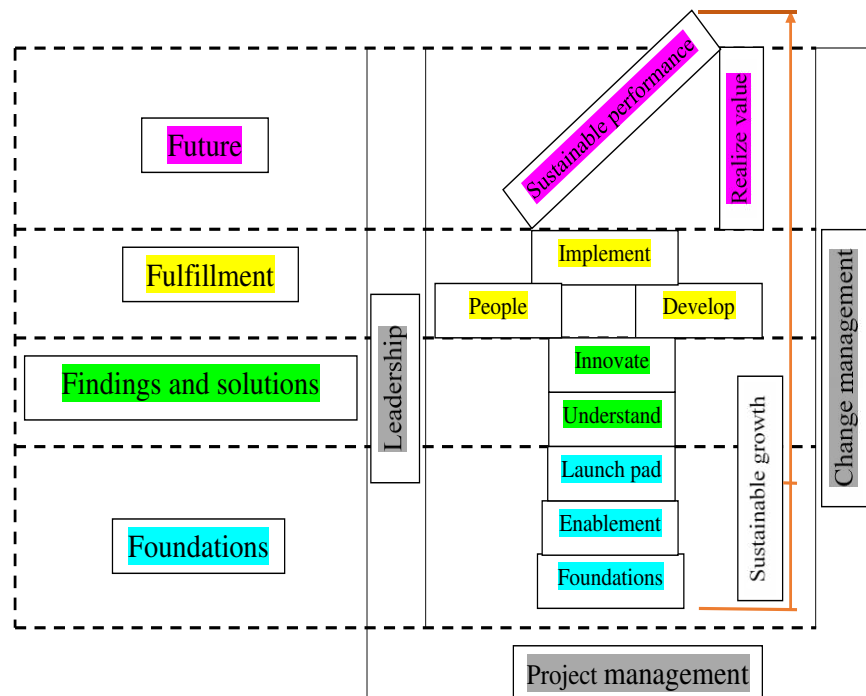 Future
Sustainable performance
Realize value
Fulfillment
Implement
People
Develop
Findings and solutions
Innovate
Understand
Leadership
Change management
Sustainable growth
Foundations
Launch pad
Enablement
Foundations
Project management